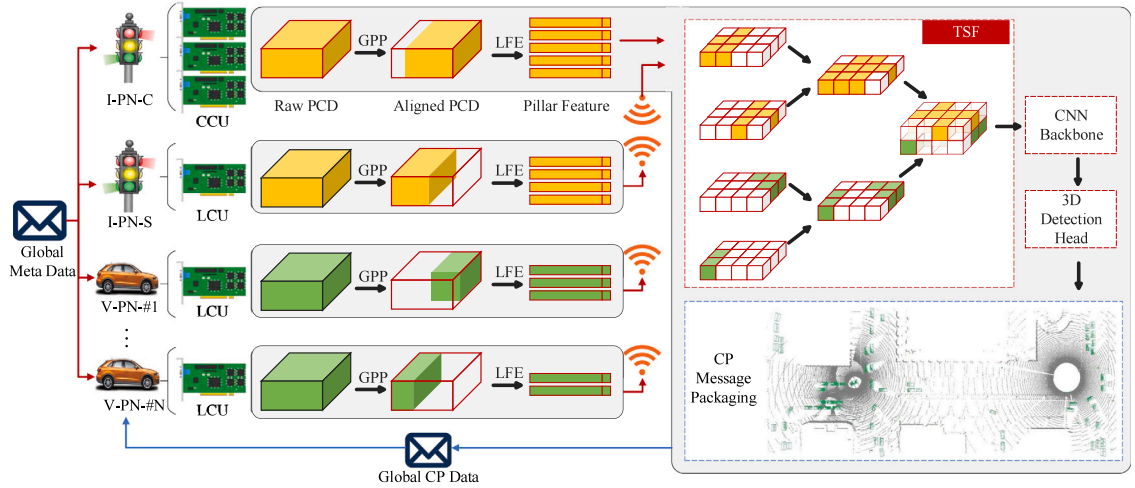 I-PN-C
CCU
GPP
LFE
Raw PCD
Aligned PCD
Pillar Feature
TSF
CNN
Backbone
3D
Detection
Head
I-PN-S
LCU
GPP
LFE
Global
Meta Data
V-PN-#1
LCU
GPP
LFE
V-PN-#N
LCU
GPP
LFE
CP
Message
Packaging
Global CP Data